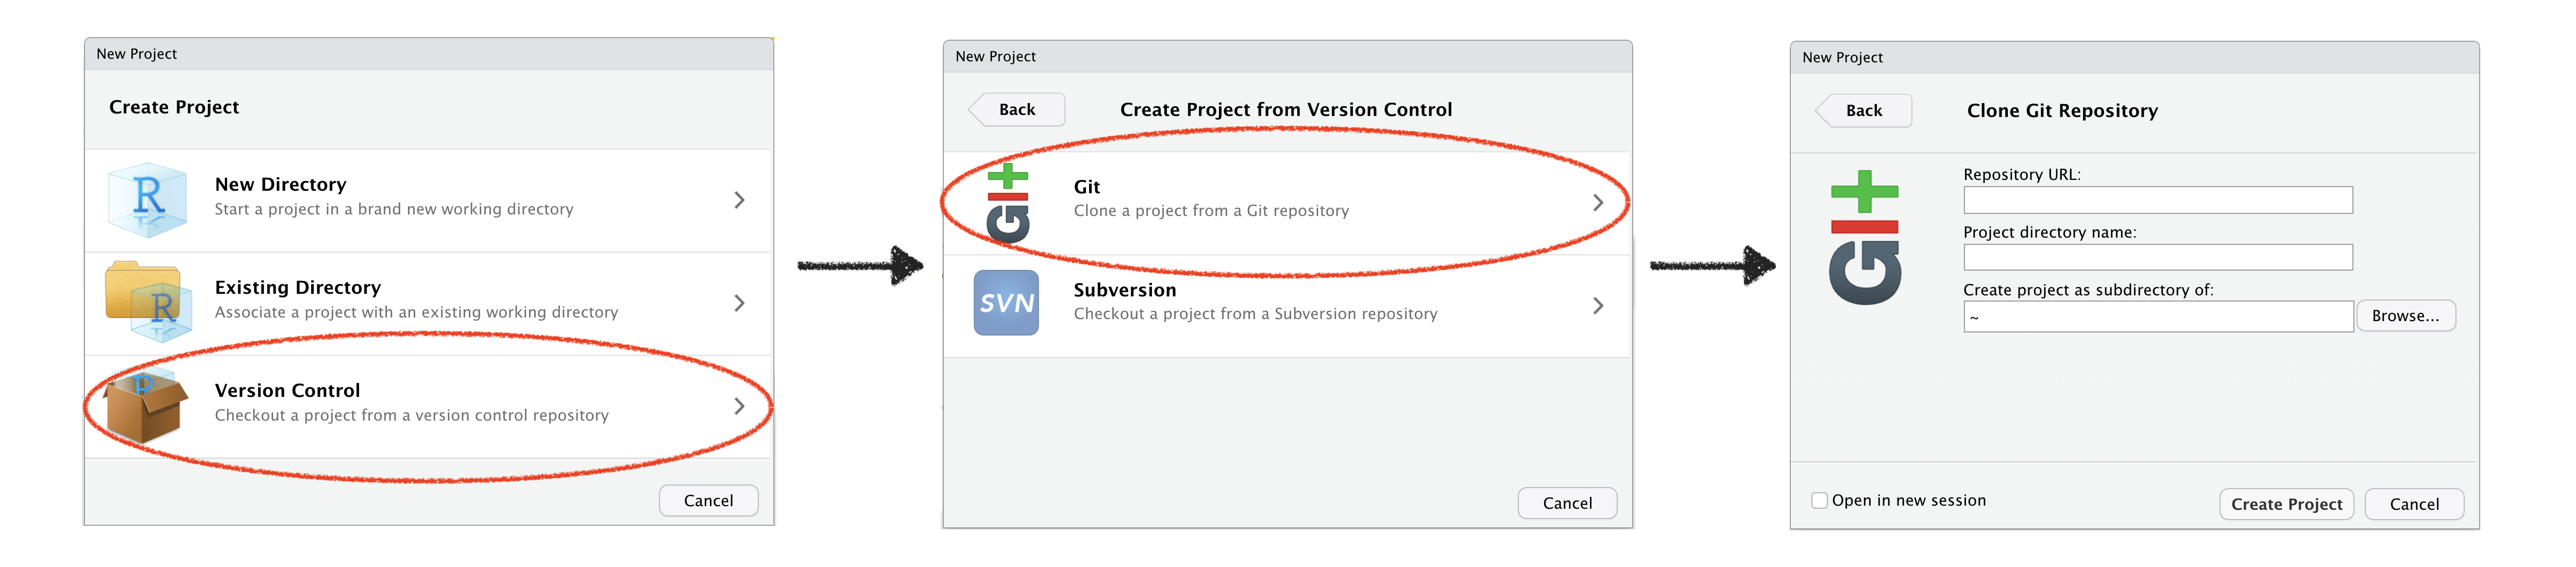 New Project
Create Project
R
New Directory
Start a project in a brand new working directory
R
Existing Directory
Associate a project with an existing working directory
R
Version Control
Checkout a project from a version control repository
Cancel
New Project
Back
Create Project from Version Control
Git
Git
Clone a project from a Git repository
SVN
Subversion
Checkout a project from a Subversion repository
Cancel
New Project
Back
Clone Git Repository
Git
Repository URL:
Project directory name:
Create project as subdirectory of:
~
Browse...
Open in new session
Create Project
Cancel